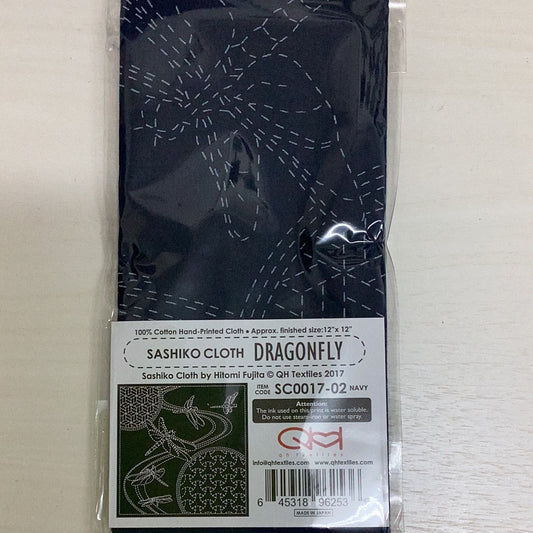 100% Cotton Hand-Printed Cloth • Approx. finished size:12"x 12"
SASHIKO CLOTH DRAGONFLY
Sashiko Cloth by Hitomi Fujita © QH Textiles 2017
ITEM CODE SC0017-02 NAVY
Attention:
The ink used on this print is water soluble.
Do not use steam-iron or water spray.
QH
qh textiles
info@qhtextiles.com www.qhtextiles.com
6 45318 96253
MADE IN JAPAN